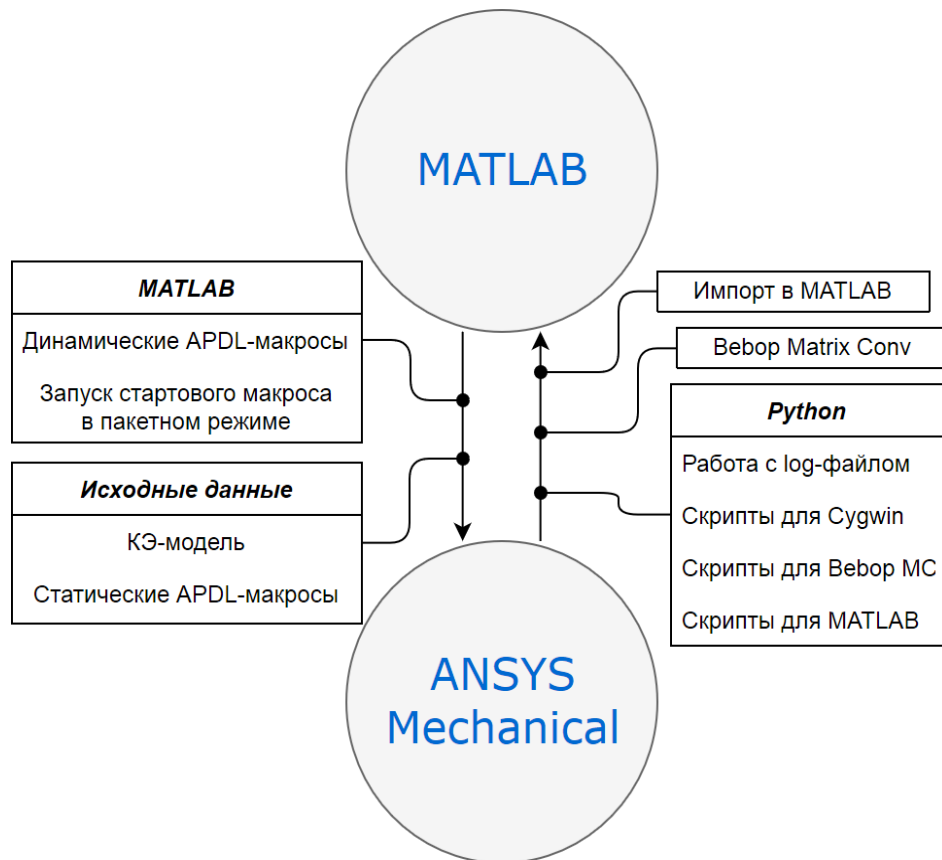 MATLAB
MATLAB
Динамические APDL-макросы
Запуск стартового макроса
в пакетном режиме
Исходные данные
КЭ-модель
Статические APDL-макросы
Импорт в MATLAB
Bebop Matrix Conv
Python
Работа с log-файлом
Скрипты для Cygwin
Скрипты для Bebop MC
Скрипты для MATLAB
ANSYS
Mechanical